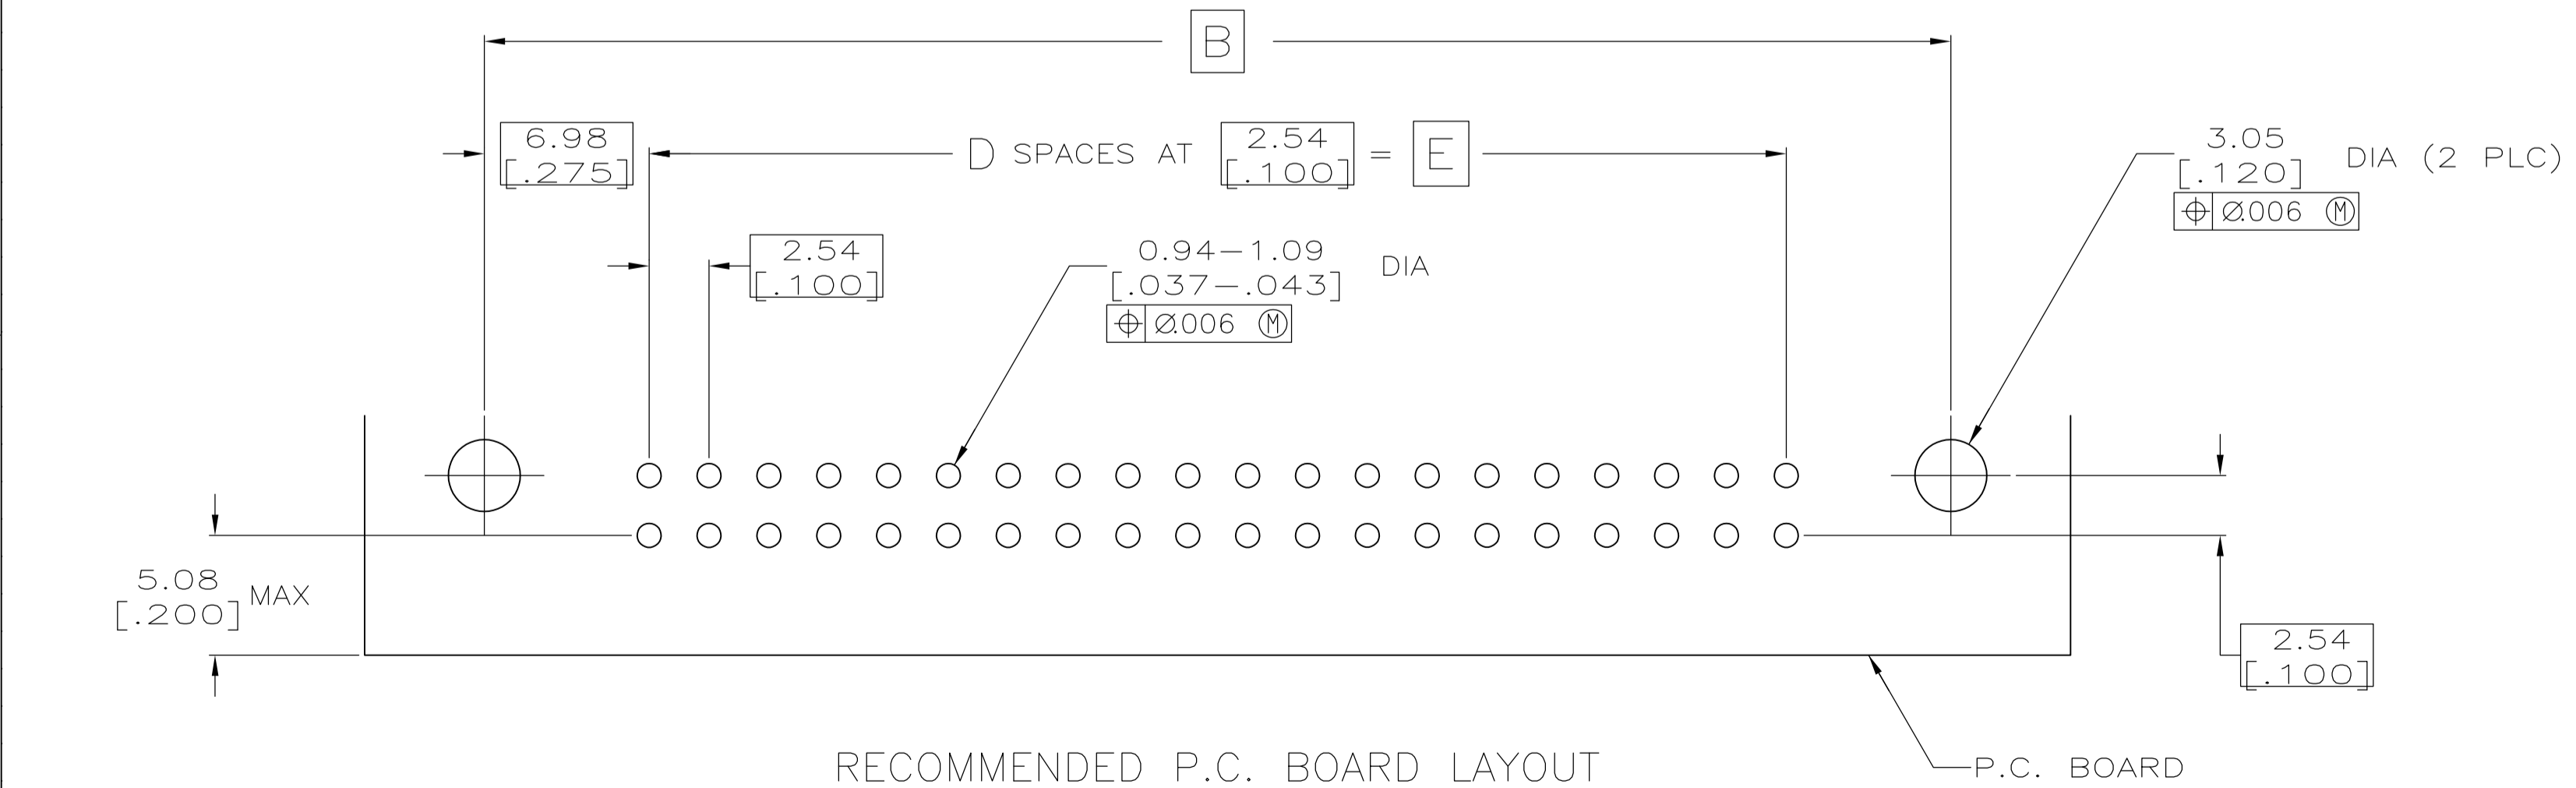 B
6.98
[.275]
D SPACES AT 2.54 = E
[.100]
3.05
[.120] DIA (2 PLC)
⌖ Ø.006 Ⓜ
2.54
[.100]
0.94–1.09
[.037–.043] DIA
⌖ Ø.006 Ⓜ
5.08
[.200] MAX
2.54
[.100]
RECOMMENDED P.C. BOARD LAYOUT
P.C. BOARD